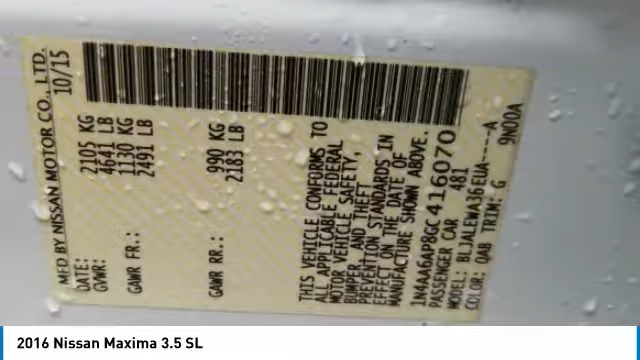 MFD BY NISSAN MOTOR CO., LTD.
DATE: 10/15
GVWR: 2105 KG
4641 LB
GAWR FR.: 1130 KG
2491 LB
GAWR RR.: 990 KG
2183 LB
THIS VEHICLE CONFORMS TO
ALL APPLICABLE FEDERAL
MOTOR VEHICLE SAFETY,
BUMPER, AND THEFT
PREVENTION STANDARDS IN
EFFECT ON THE DATE OF
MANUFACTURE SHOWN ABOVE.
1N4AA6AP8GC416070
PASSENGER CAR 481
MODEL: BLJALEWA36EUA-----A
COLOR: QAB TRIM: G 9N00A
2016 Nissan Maxima 3.5 SL